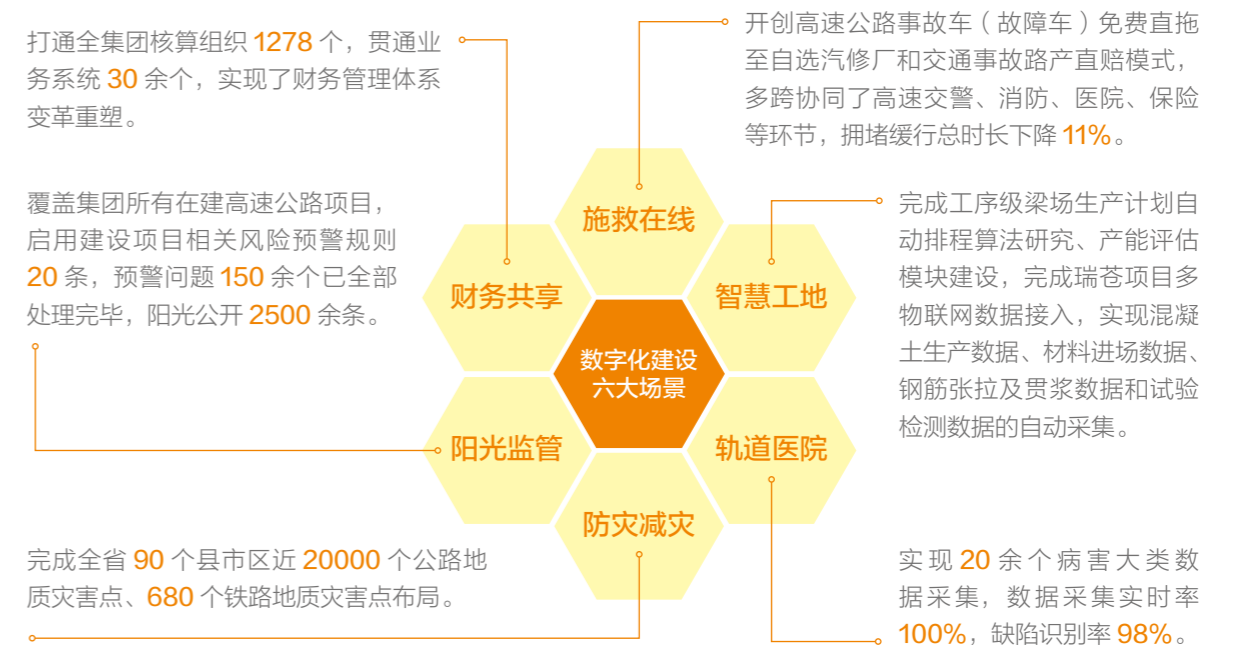 打通全集团核算组织 1278 个，贯通业
务系统 30 余个，实现了财务管理体系
变革重塑。
开创高速公路事故车（故障车）免费直拖
至自选汽修厂和交通事故路产直赔模式，
多跨协同了高速交警、消防、医院、保险
等环节，拥堵缓行总时长下降 11%。
覆盖集团所有在建高速公路项目，
启用建设项目相关风险预警规则
20 条，预警问题 150 余个已全部
处理完毕，阳光公开 2500 余条。
完成工序级梁场生产计划自
动排程算法研究、产能评估
模块建设，完成瑞苍项目多
物联网数据接入，实现混凝
土生产数据、材料进场数据、
钢筋张拉及贯浆数据和试验
检测数据的自动采集。
施救在线
财务共享
智慧工地
数字化建设
六大场景
阳光监管
轨道医院
防灾减灾
完成全省 90 个县市区近 20000 个公路地
质灾害点、680 个铁路地质灾害点布局。
实现 20 余个病害大类数
据采集，数据采集实时率
100%，缺陷识别率 98%。